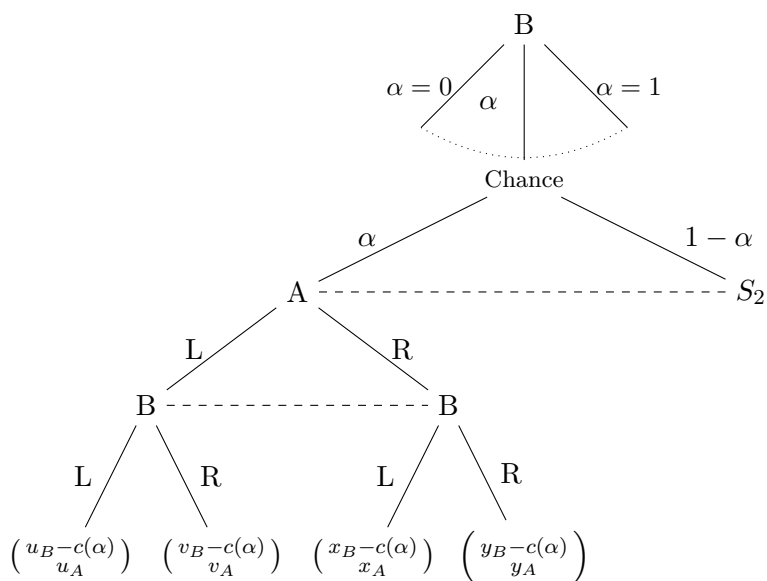 B
α = 0
α
α = 1
Chance
α
1 − α
A
S₂
L
R
B
B
L
R
L
R
(u_B−c(α) u_A)
(v_B−c(α) v_A)
(x_B−c(α) x_A)
(y_B−c(α) y_A)